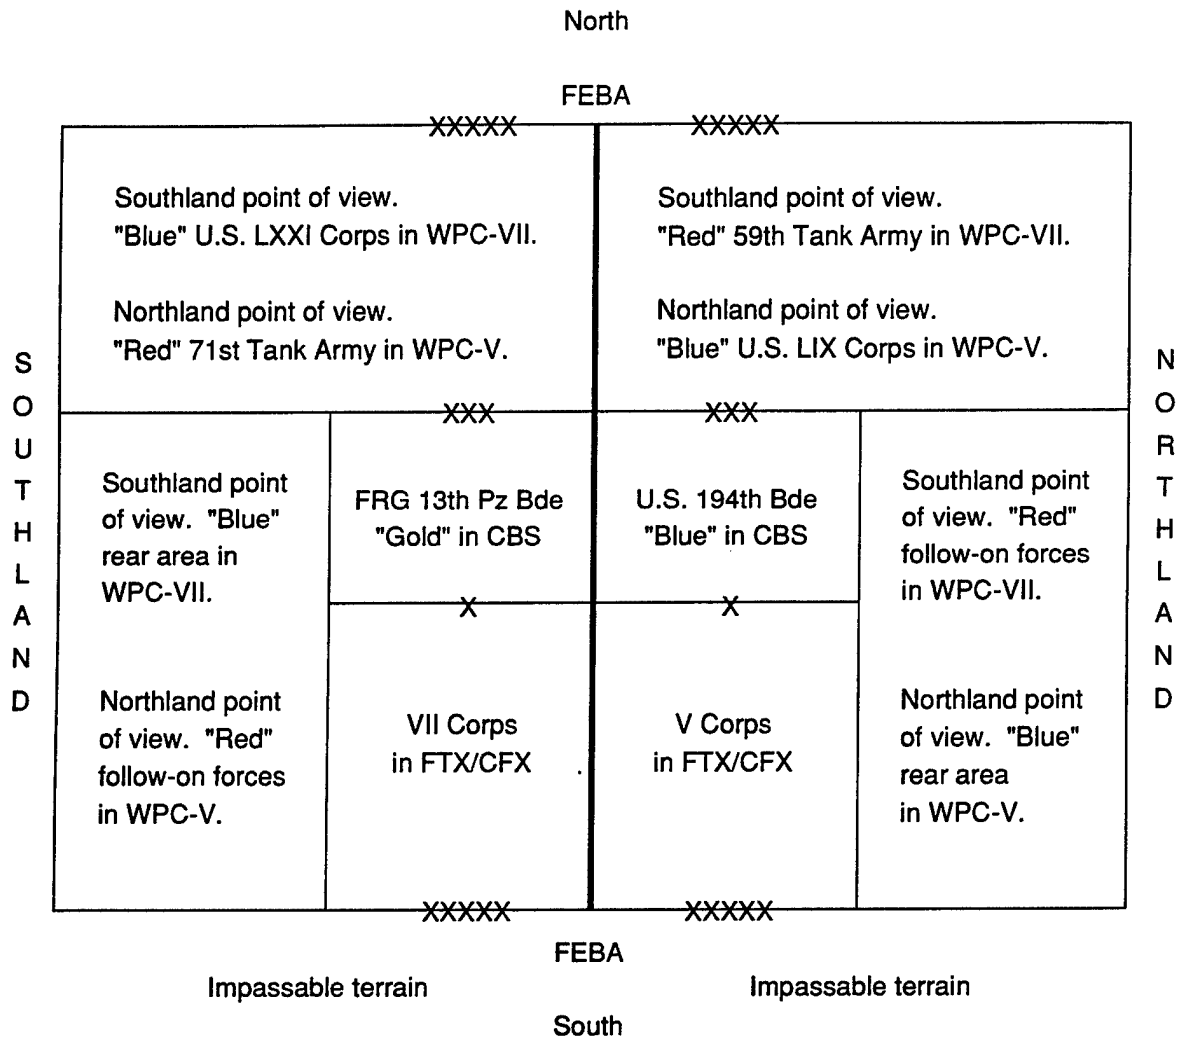 North
FEBA
XXXXX
XXXXX
Southland point of view.
"Blue" U.S. LXXI Corps in WPC-VII.
Northland point of view.
"Red" 71st Tank Army in WPC-V.
Southland point of view.
"Red" 59th Tank Army in WPC-VII.
Northland point of view.
"Blue" U.S. LIX Corps in WPC-V.
SOUTHLAND
NORTHLAND
XXX
XXX
Southland point
of view. "Blue"
rear area in
WPC-VII.
Northland point
of view. "Red"
follow-on forces
in WPC-V.
FRG 13th Pz Bde
"Gold" in CBS
U.S. 194th Bde
"Blue" in CBS
X
X
VII Corps
in FTX/CFX
V Corps
in FTX/CFX
Southland point
of view. "Red"
follow-on forces
in WPC-VII.
Northland point
of view. "Blue"
rear area
in WPC-V.
XXXXX
XXXXX
FEBA
Impassable terrain
Impassable terrain
South